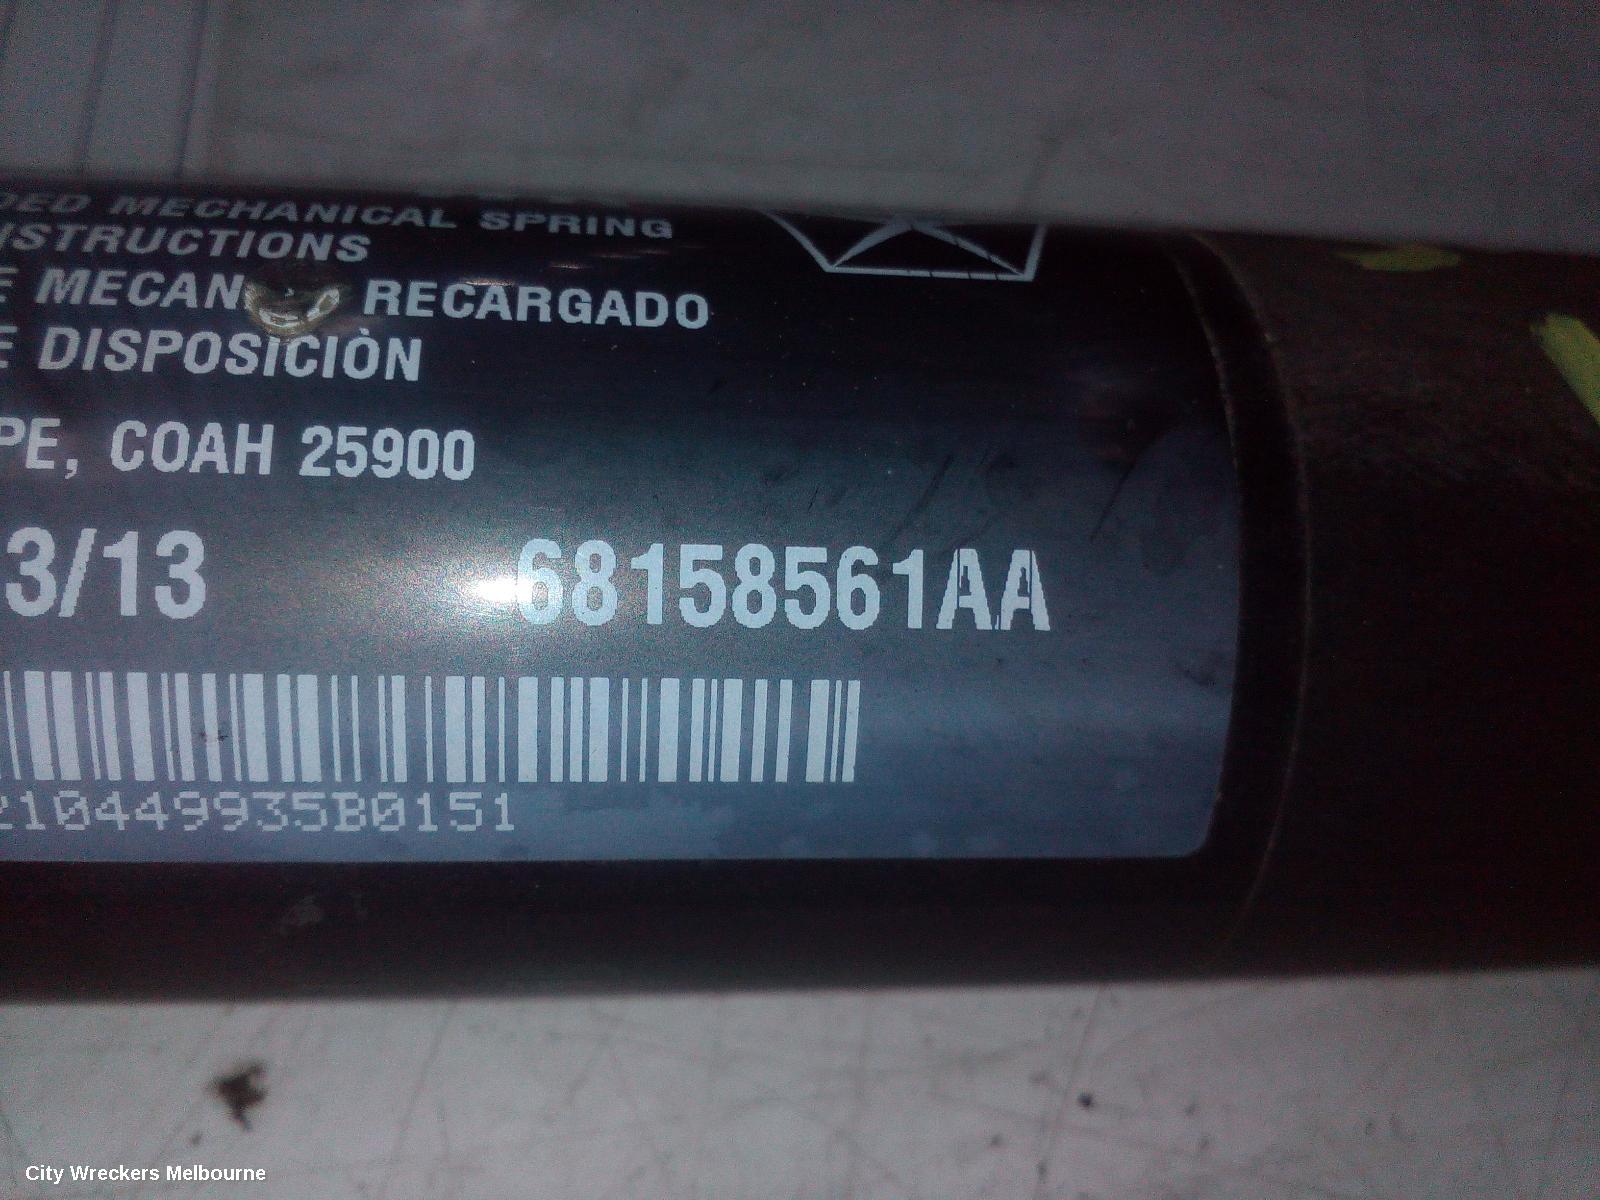 DED MECHANICAL SPRING
NSTRUCTIONS
E MECAN RECARGADO
E DISPOSICIÒN
PE, COAH 25900
3/13 68158561AA
210449935B0151
City Wreckers Melbourne